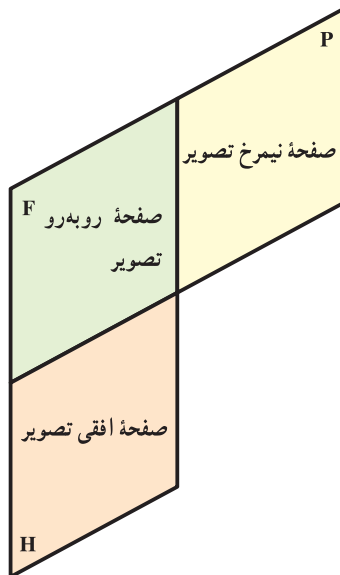 P
صفحهٔ نیمرخ تصویر
F
صفحهٔ روبه‌رو
تصویر
صفحهٔ افقی تصویر
H